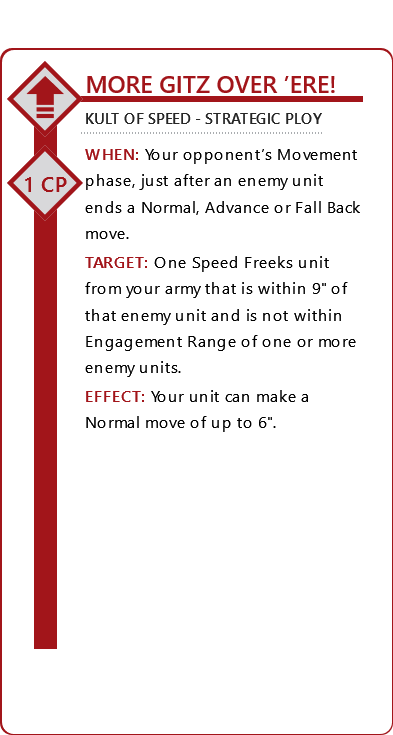 MORE GITZ OVER ’ERE!
KULT OF SPEED - STRATEGIC PLOY
1 CP
WHEN: Your opponent’s Movement
phase, just after an enemy unit
ends a Normal, Advance or Fall Back
move.
TARGET: One Speed Freeks unit
from your army that is within 9" of
that enemy unit and is not within
Engagement Range of one or more
enemy units.
EFFECT: Your unit can make a
Normal move of up to 6".